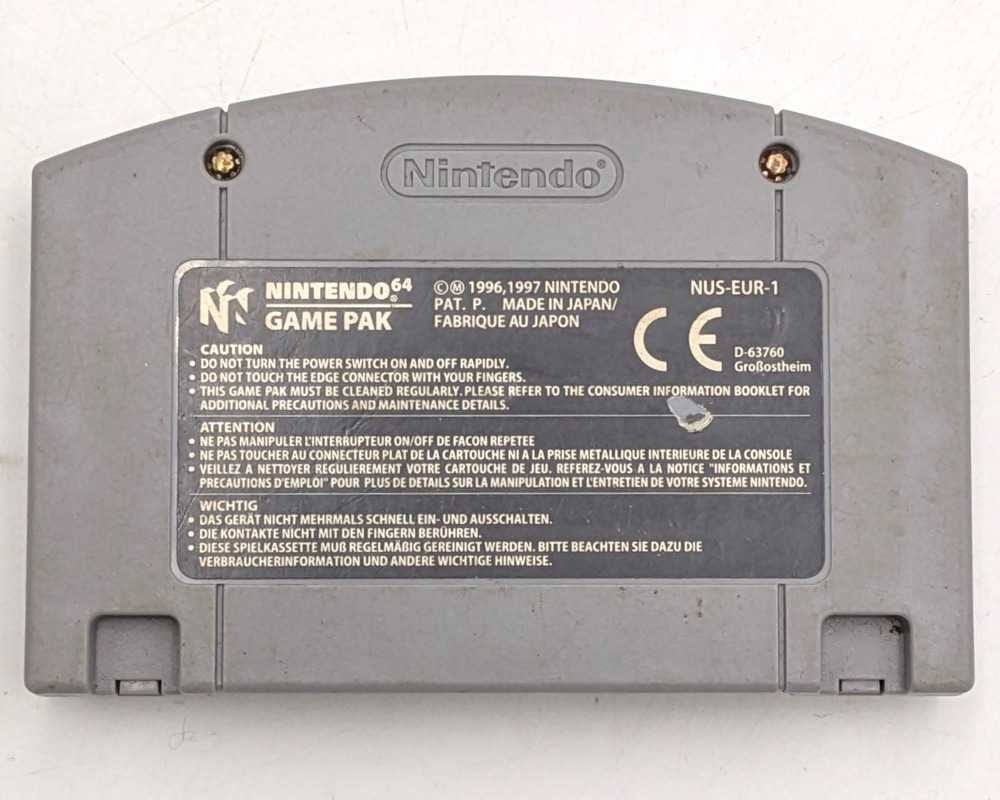 Nintendo®
NINTENDO64®
GAME PAK
©Ⓜ 1996,1997 NINTENDO
PAT. P. MADE IN JAPAN/
FABRIQUE AU JAPON
NUS-EUR-1
CE
D-63760
Großostheim
CAUTION
• DO NOT TURN THE POWER SWITCH ON AND OFF RAPIDLY.
• DO NOT TOUCH THE EDGE CONNECTOR WITH YOUR FINGERS.
• THIS GAME PAK MUST BE CLEANED REGULARLY. PLEASE REFER TO THE CONSUMER INFORMATION BOOKLET FOR
ADDITIONAL PRECAUTIONS AND MAINTENANCE DETAILS.
ATTENTION
• NE PAS MANIPULER L'INTERRUPTEUR ON/OFF DE FACON REPETEE
• NE PAS TOUCHER AU CONNECTEUR PLAT DE LA CARTOUCHE NI A LA PRISE METALLIQUE INTERIEURE DE LA CONSOLE
• VEILLEZ A NETTOYER REGULIEREMENT VOTRE CARTOUCHE DE JEU. REFEREZ-VOUS A LA NOTICE "INFORMATIONS ET
PRECAUTIONS D'EMPLOI" POUR PLUS DE DETAILS SUR LA MANIPULATION ET L'ENTRETIEN DE VOTRE SYSTEME NINTENDO.
WICHTIG
• DAS GERÄT NICHT MEHRMALS SCHNELL EIN- UND AUSSCHALTEN.
• DIE KONTAKTE NICHT MIT DEN FINGERN BERÜHREN.
• DIESE SPIELKASSETTE MUß REGELMÄßIG GEREINIGT WERDEN. BITTE BEACHTEN SIE DAZU DIE
VERBRAUCHERINFORMATION UND ANDERE WICHTIGE HINWEISE.